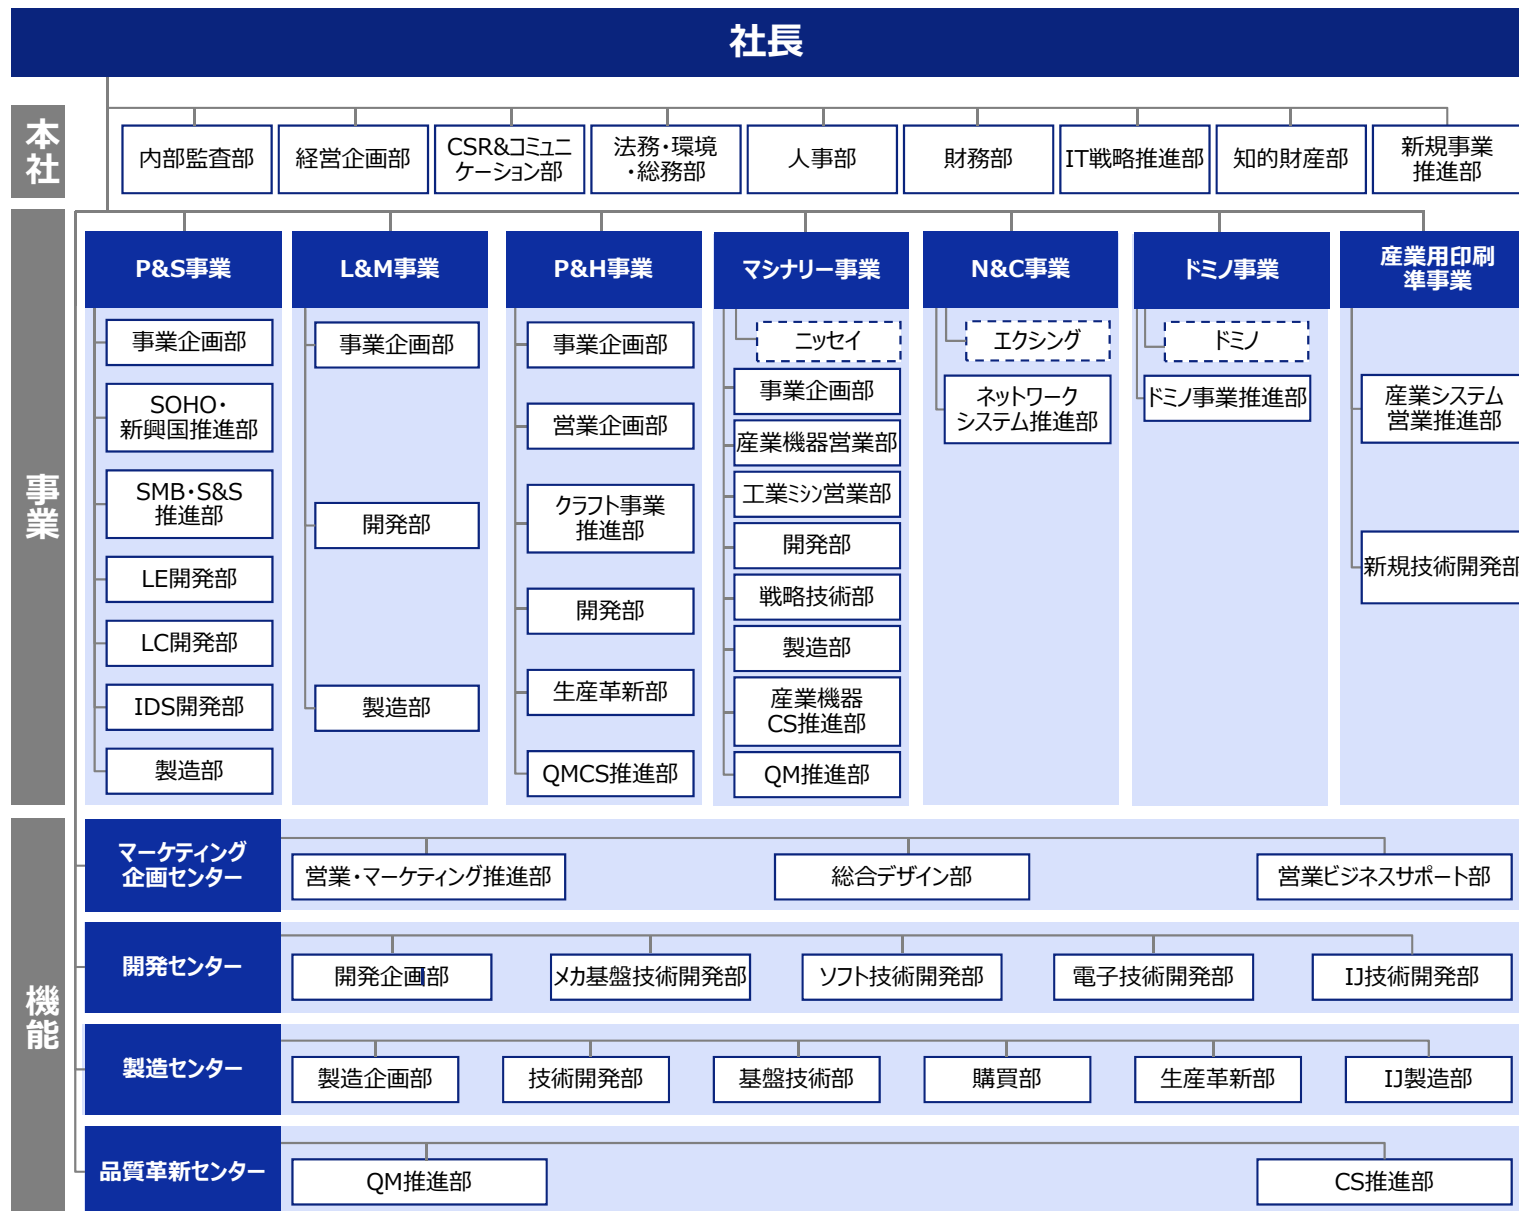 社長
本社
内部監査部
経営企画部
CSR&コミュニ
ケーション部
法務・環境
・総務部
人事部
財務部
IT戦略推進部
知的財産部
新規事業
推進部
事業
P&S事業
事業企画部
SOHO・
新興国推進部
SMB・S&S
推進部
LE開発部
LC開発部
IDS開発部
製造部
L&M事業
事業企画部
開発部
製造部
P&H事業
事業企画部
営業企画部
クラフト事業
推進部
開発部
生産革新部
QMCS推進部
マシナリー事業
ニッセイ
事業企画部
産業機器営業部
工業ミシン営業部
開発部
戦略技術部
製造部
産業機器
CS推進部
QM推進部
N&C事業
エクシング
ネットワーク
システム推進部
ドミノ事業
ドミノ
ドミノ事業推進部
産業用印刷
準事業
産業システム
営業推進部
新規技術開発部
機能
マーケティング
企画センター
営業・マーケティング推進部
総合デザイン部
営業ビジネスサポート部
開発センター
開発企画部
メカ基盤技術開発部
ソフト技術開発部
電子技術開発部
IJ技術開発部
製造センター
製造企画部
技術開発部
基盤技術部
購買部
生産革新部
IJ製造部
品質革新センター
QM推進部
CS推進部